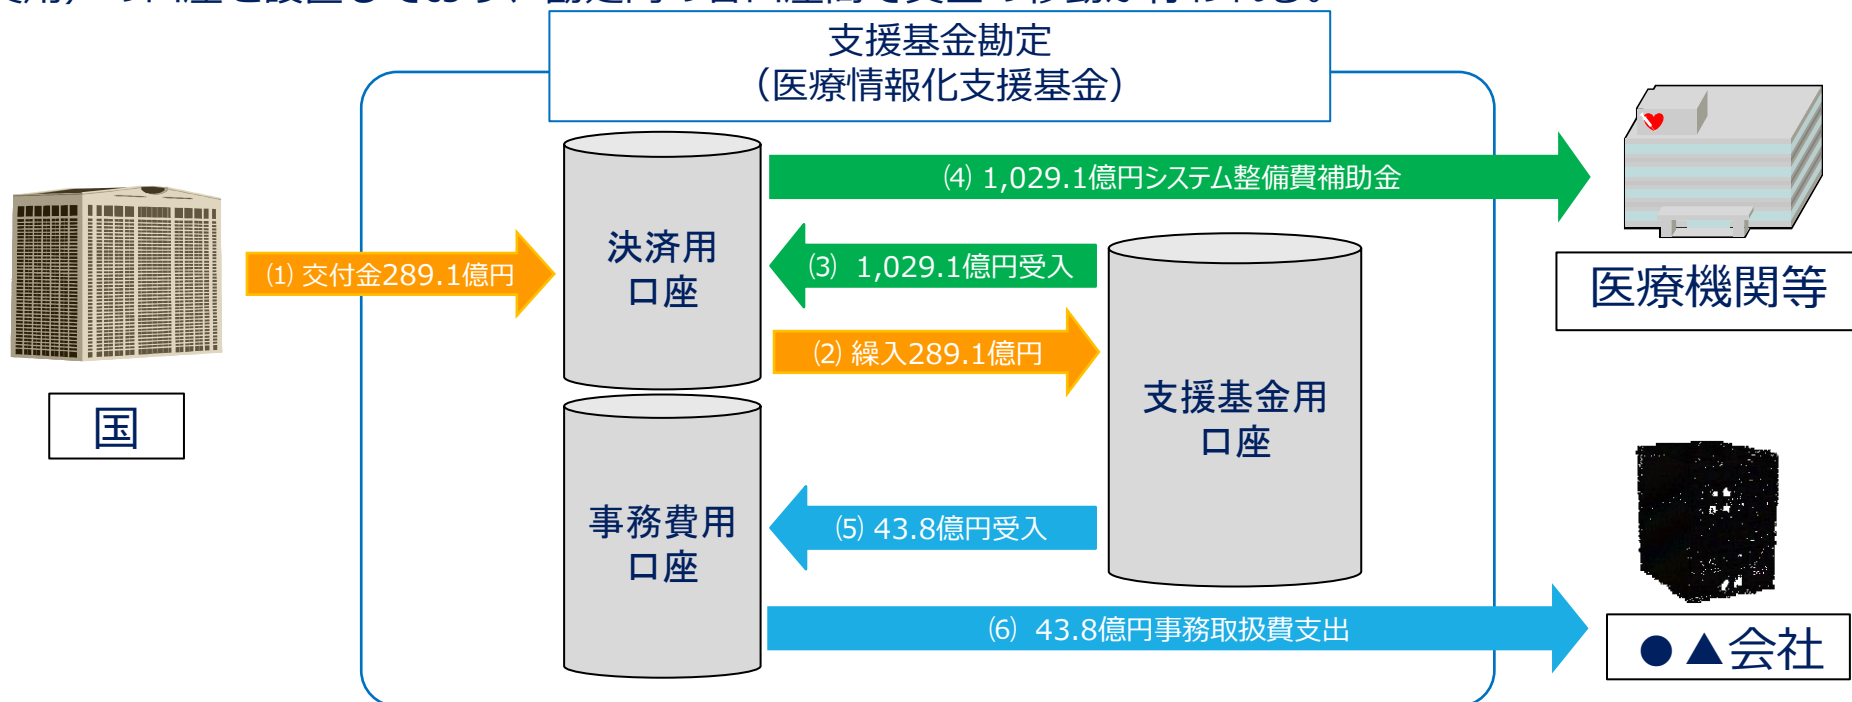 支援基金勘定
（医療情報化支援基金）
⑷ 1,029.1億円システム整備費補助金
決済用
口座
⑶ 1,029.1億円受入
⑴ 交付金289.1億円
⑵ 繰入289.1億円
医療機関等
国
支援基金用
口座
事務費用
口座
⑸ 43.8億円受入
⑹ 43.8億円事務取扱費支出
●▲会社